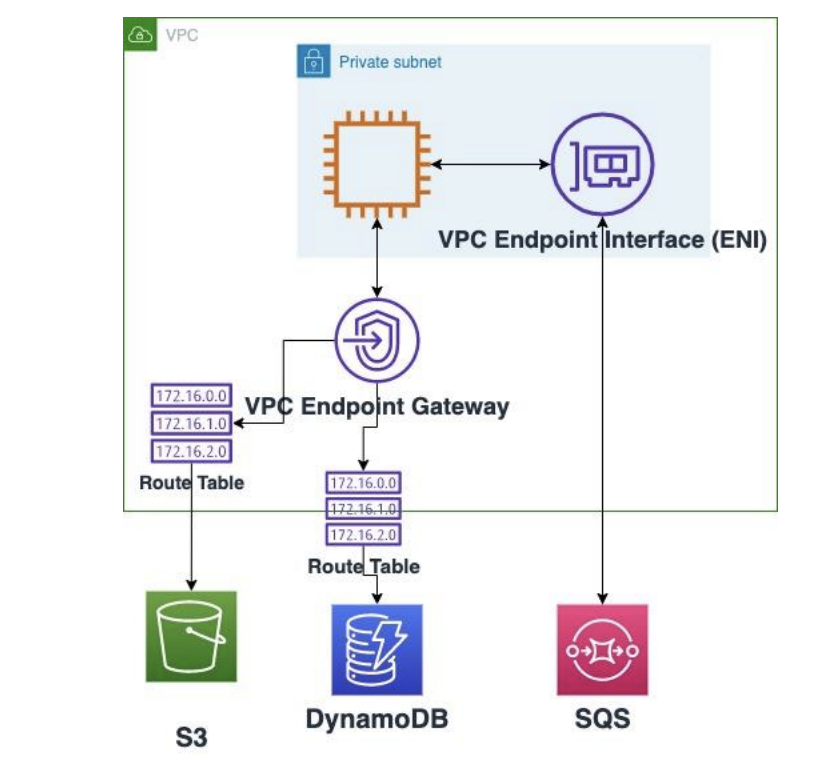 VPC
Private subnet
VPC Endpoint Interface (ENI)
VPC Endpoint Gateway
172.16.0.0
172.16.1.0
172.16.2.0
Route Table
172.16.0.0
172.16.1.0
172.16.2.0
Route Table
S3
DynamoDB
SQS